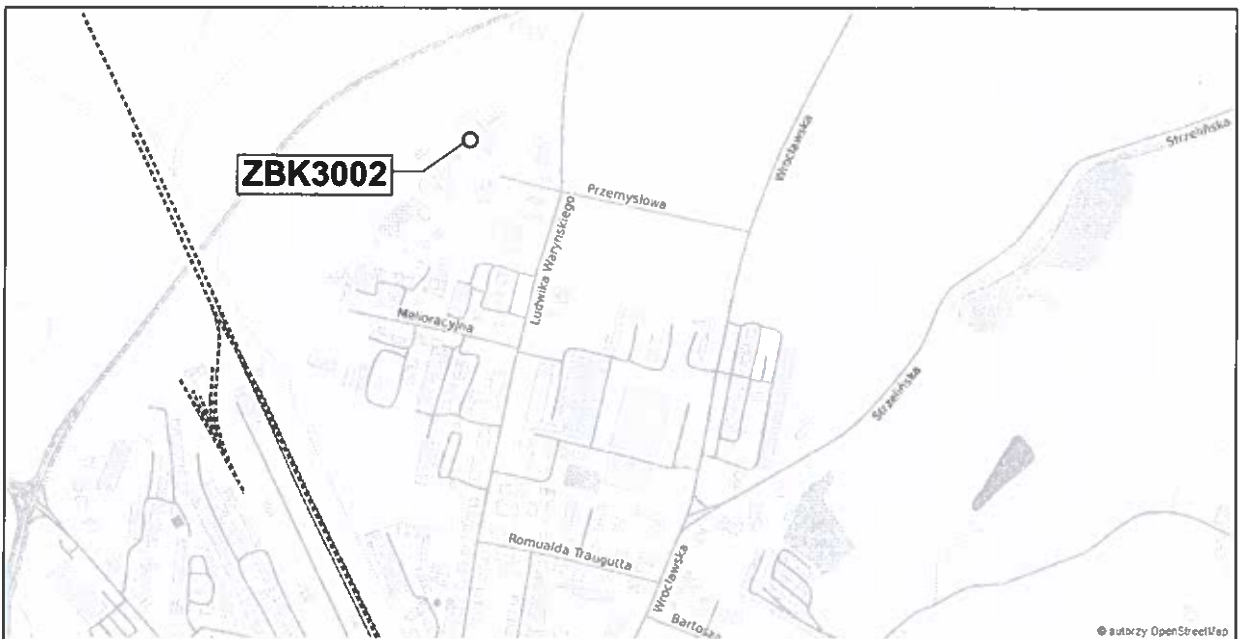 Wrocławska
Strzelińska
ZBK3002
Przemysłowa
Ludwika Waryńskiego
Melioracyjna
Strzelińska
Romualda Traugutta
Wrocławska
© autorzy OpenStreetMap